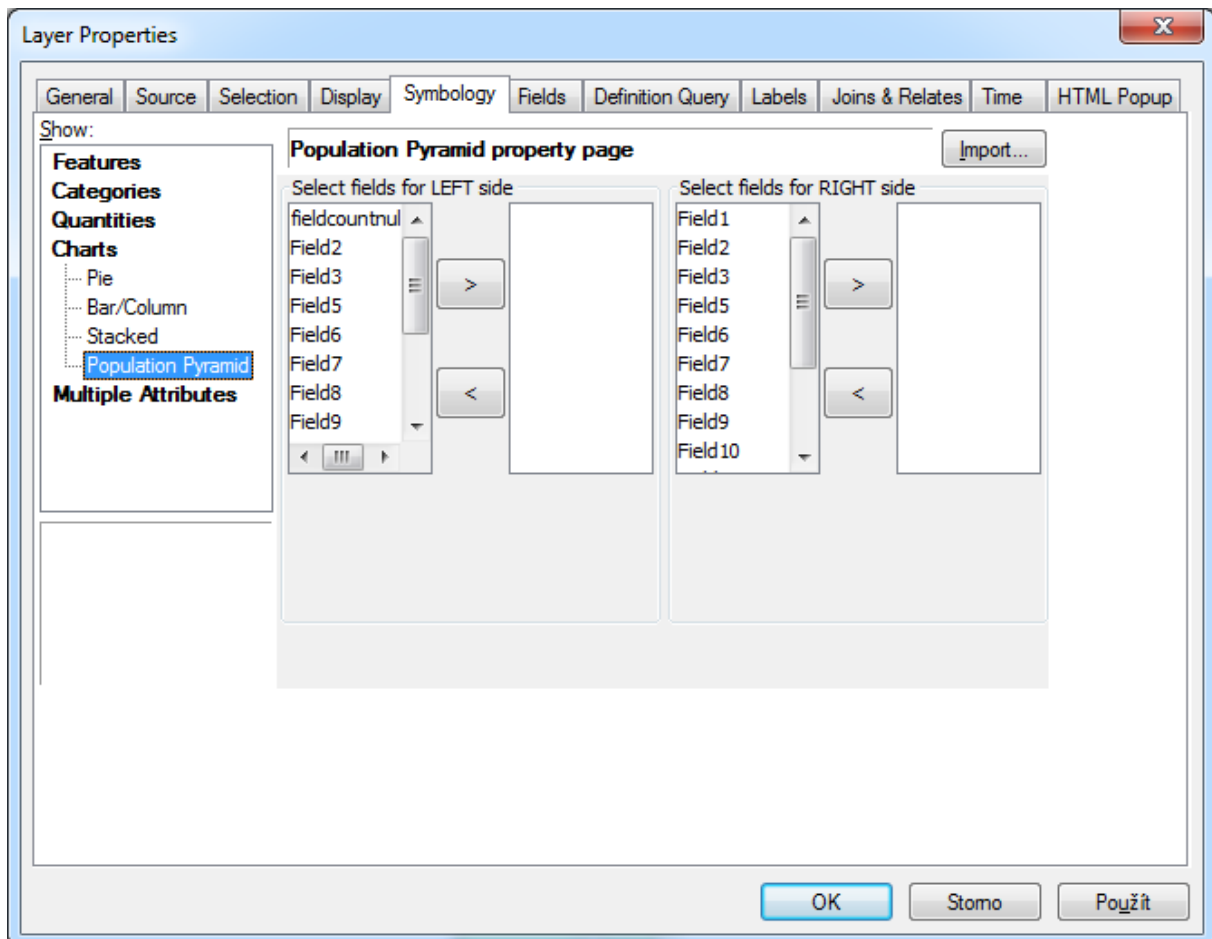 Layer Properties
General Source Selection Display Symbology Fields Definition Query Labels Joins & Relates Time HTML Popup
Show:
Features
Categories
Quantities
Charts
Pie
Bar/Column
Stacked
Population Pyramid
Multiple Attributes
Population Pyramid property page
Import...
Select fields for LEFT side
fieldcountnul
Field2
Field3
Field5
Field6
Field7
Field8
Field9
>
<
Select fields for RIGHT side
Field1
Field2
Field3
Field5
Field6
Field7
Field8
Field9
Field10
>
<
OK Storno Použít